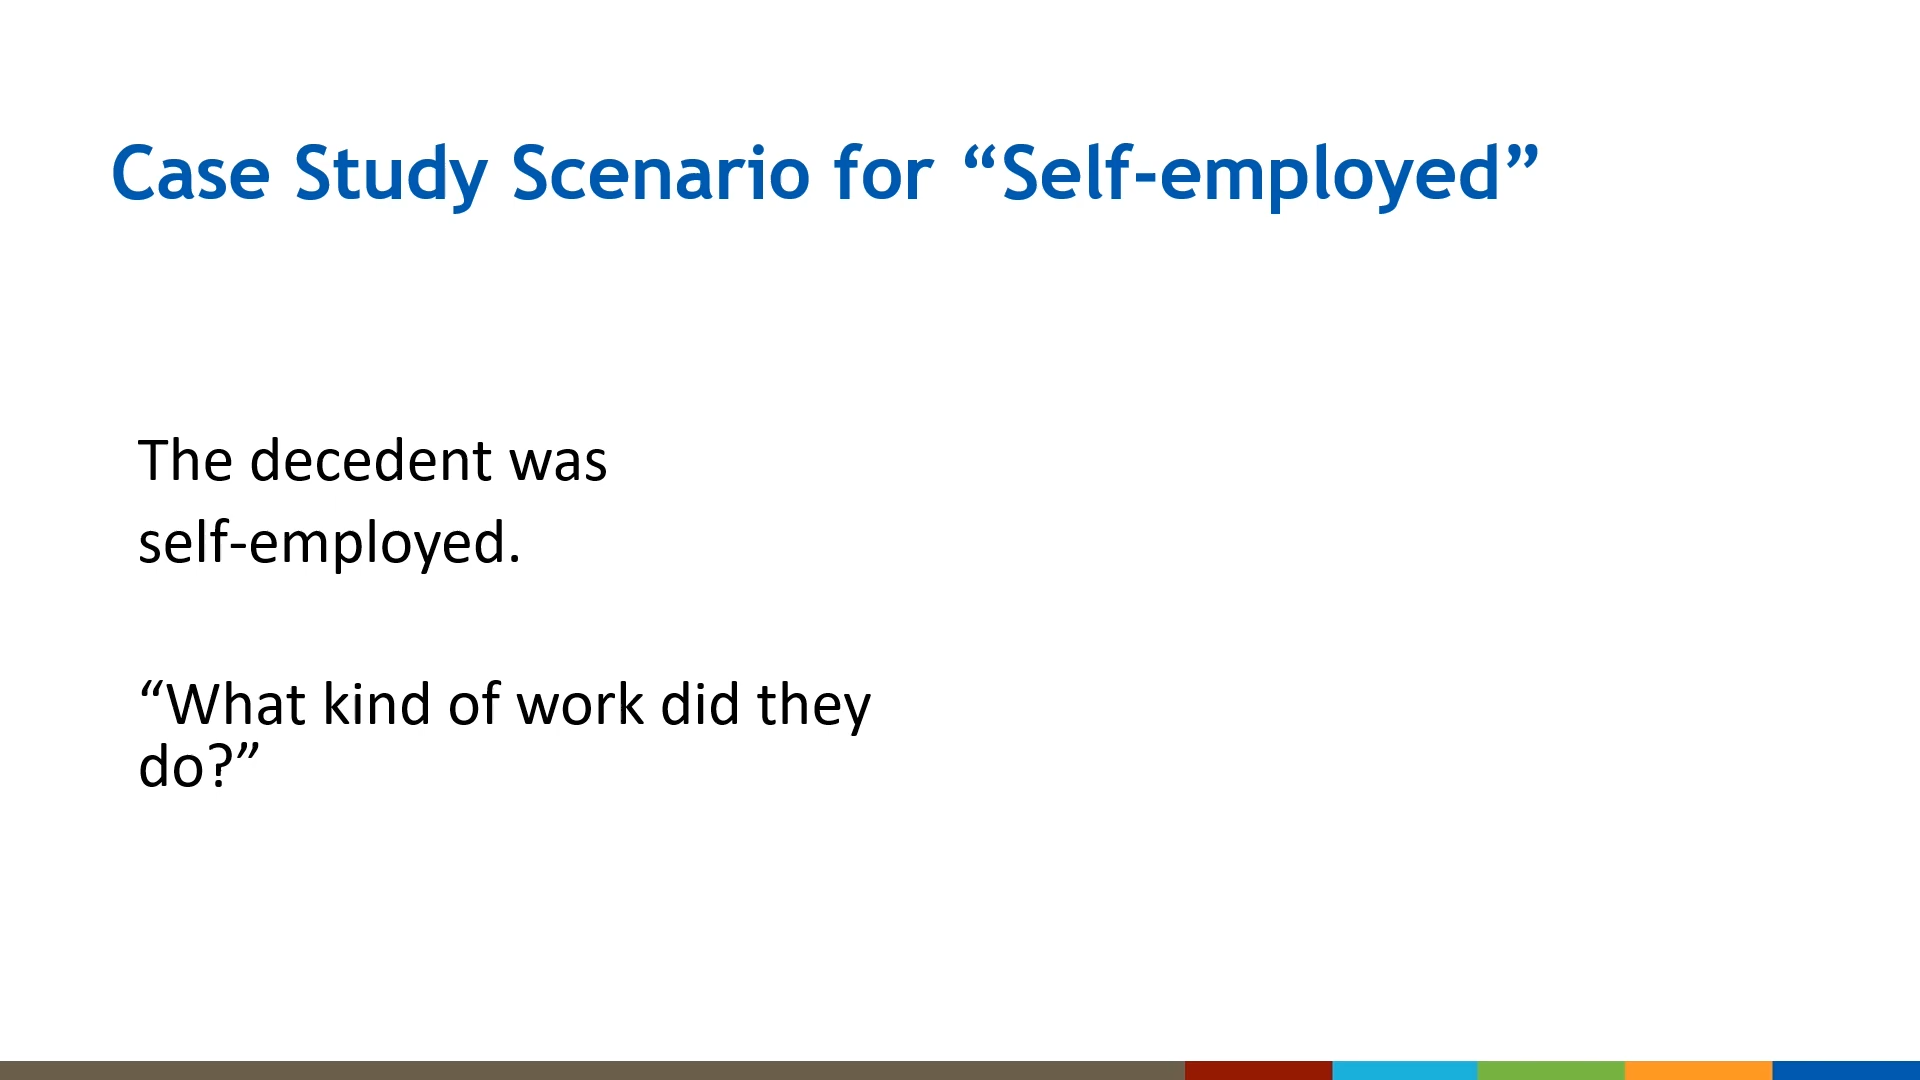 Case Study Scenario for “Self-employed”
The decedent was
self-employed.
“What kind of work did they
do?”